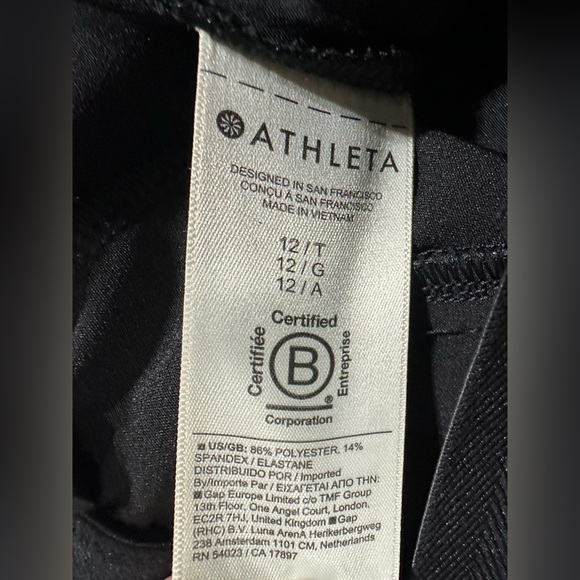 ATHLETA
DESIGNED IN SAN FRANCISCO
CONÇU À SAN FRANCISCO
MADE IN VIETNAM
12 / T
12 / G
12 / A
Certified
Certifiée
B
Entreprise
®
Corporation
US/GB: 86% POLYESTER, 14%
SPANDEX / ELASTANE
DISTRIBUIDO POR / Imported
By/Importe Par / ΕΙΣΑΓΕΤΑΙ ΑΠΟ ΤΗΝ:
Gap Europe Limited c/o TMF Group
13th Floor, One Angel Court, London,
EC2R 7HJ, United Kingdom Gap
(RHC) B.V. Luna ArenA Herikerbergweg
238 Amsterdam 1101 CM, Netherlands
RN 54023 / CA 17897